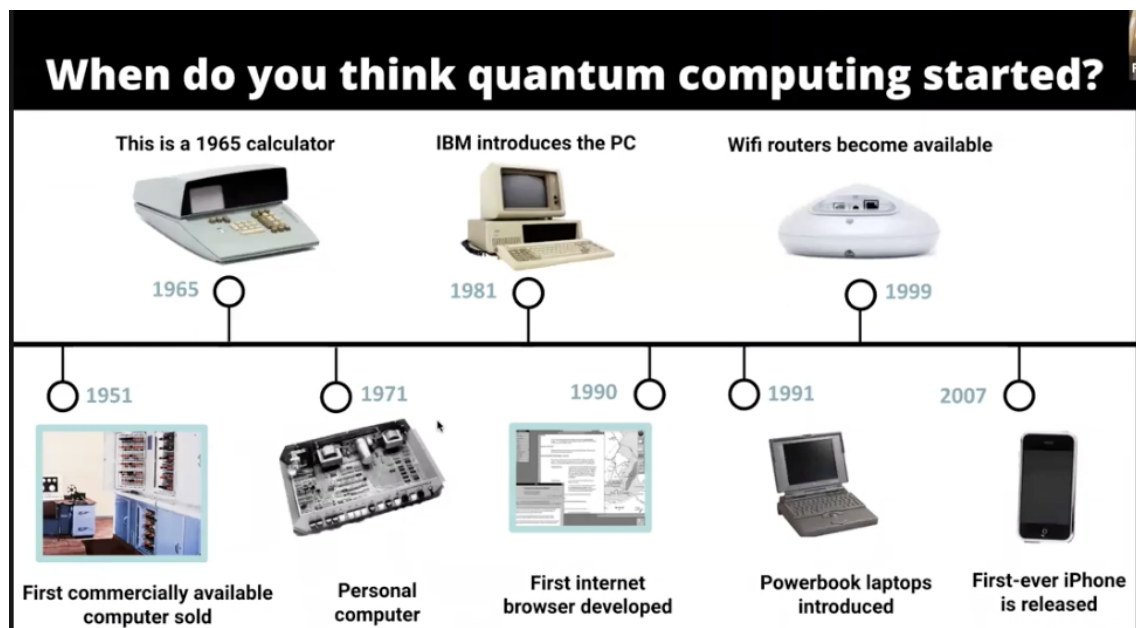 When do you think quantum computing started?
This is a 1965 calculator
IBM introduces the PC
Wifi routers become available
1965
1981
1999
1951
1971
1990
1991
2007
First commercially available
computer sold
Personal
computer
First internet
browser developed
Powerbook laptops
introduced
First-ever iPhone
is released